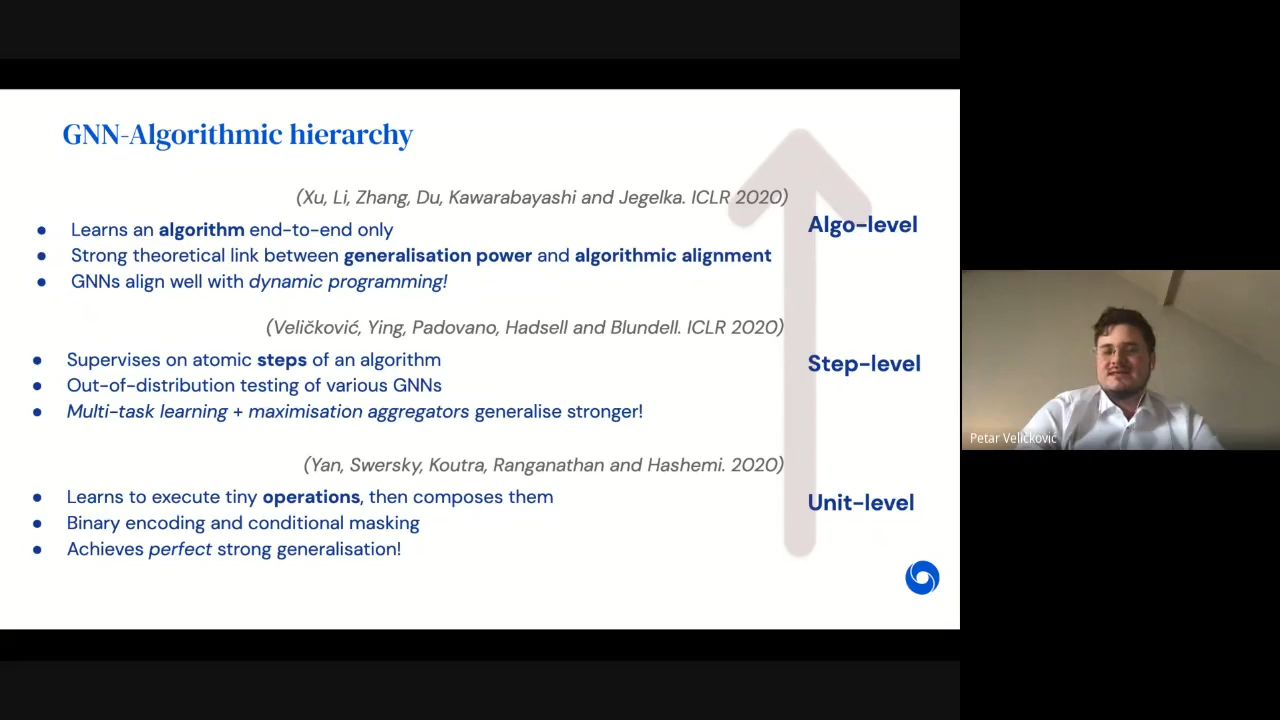 GNN-Algorithmic hierarchy
(Xu, Li, Zhang, Du, Kawarabayashi and Jegelka. ICLR 2020)
Algo-level
● Learns an algorithm end-to-end only
● Strong theoretical link between generalisation power and algorithmic alignment
● GNNs align well with dynamic programming!
(Veličković, Ying, Padovano, Hadsell and Blundell. ICLR 2020)
Step-level
● Supervises on atomic steps of an algorithm
● Out-of-distribution testing of various GNNs
● Multi-task learning + maximisation aggregators generalise stronger!
Petar Veličković
(Yan, Swersky, Koutra, Ranganathan and Hashemi. 2020)
Unit-level
● Learns to execute tiny operations, then composes them
● Binary encoding and conditional masking
● Achieves perfect strong generalisation!